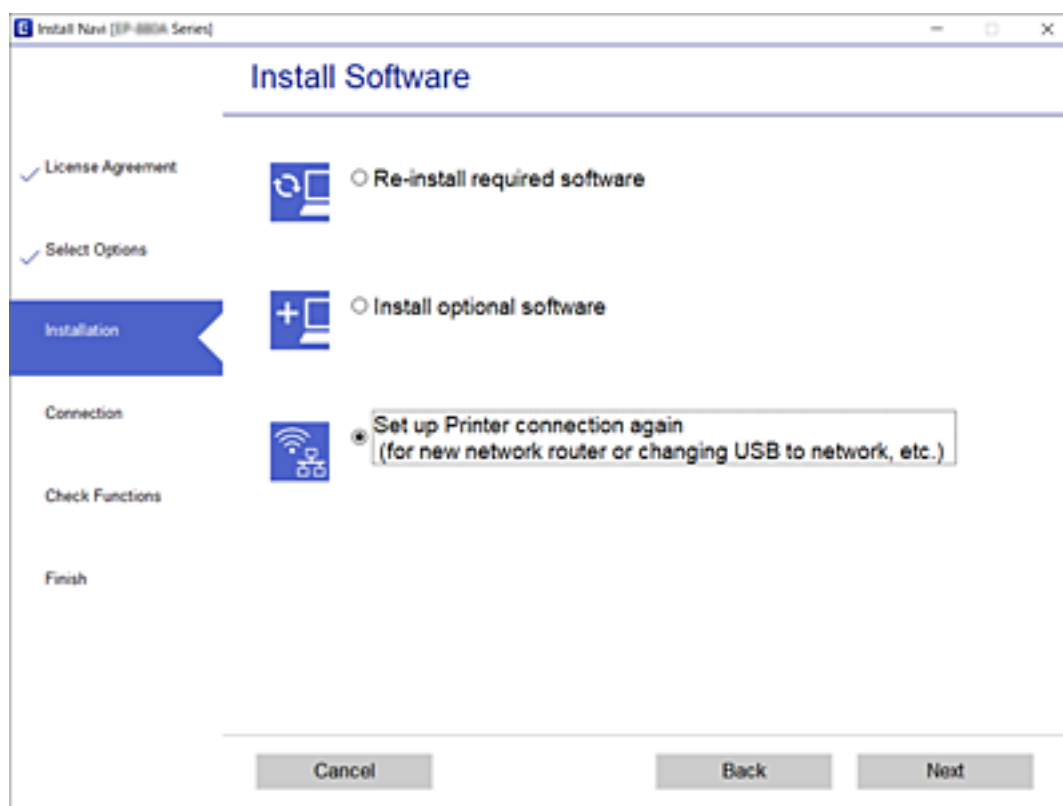 Install Navi [ Series]
Install Software
License Agreement
Select Options
Installation
Connection
Check Functions
Finish
Re-install required software
Install optional software
Set up Printer connection again
(for new network router or changing USB to network, etc.)
Cancel
Back
Next